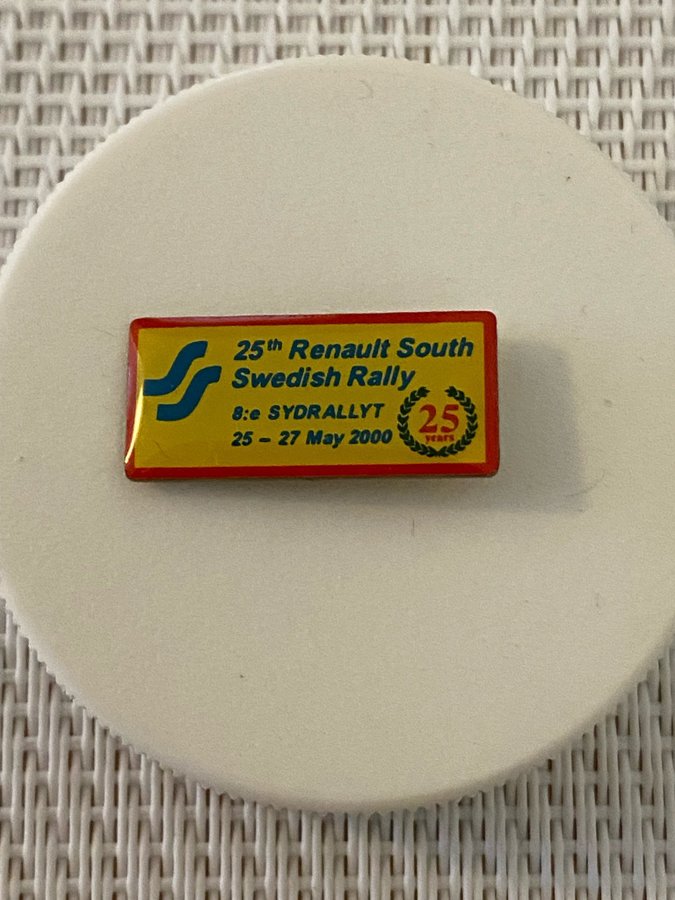 25th Renault South
Swedish Rally
8:e SYDRALLYT
25 – 27 May 2000
25
years